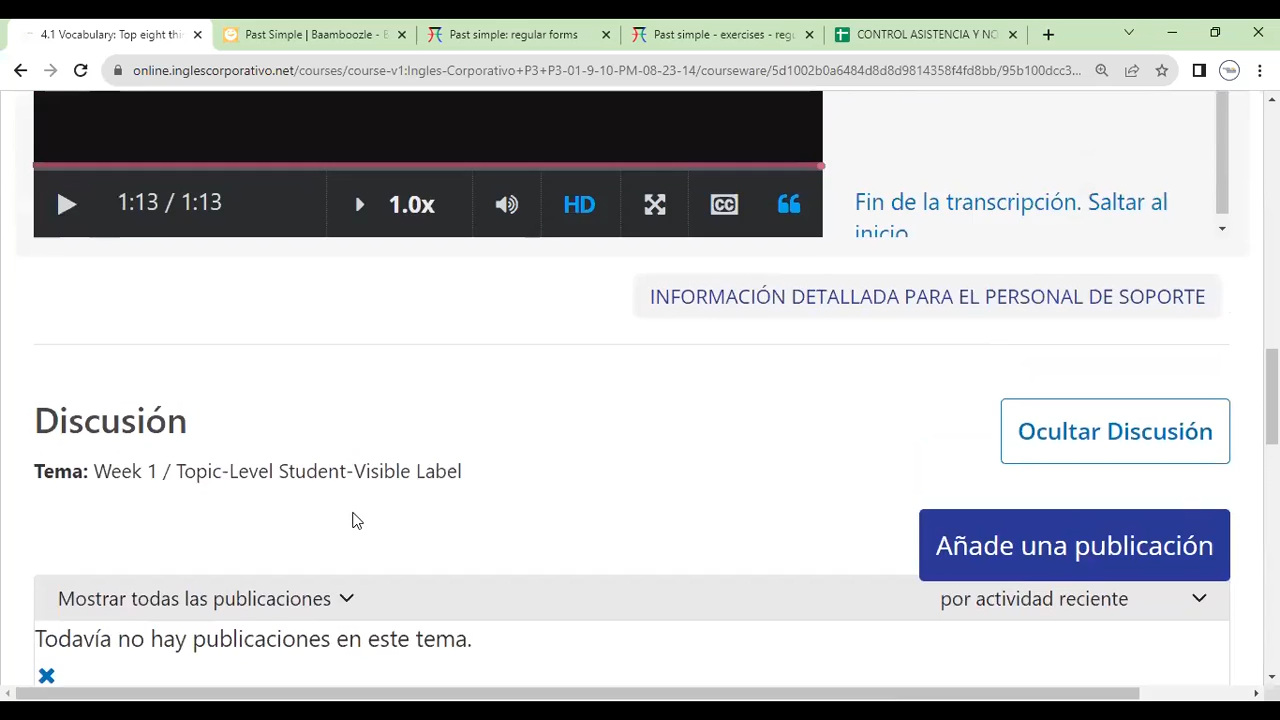 4.1 Vocabulary: Top eight thi
Past Simple | Baamboozle - B
Past simple: regular forms
Past simple - exercises - regu
CONTROL ASISTENCIA Y NO
online.inglescorporativo.net/courses/course-v1:Ingles-Corporativo+P3+P3-01-9-10-PM-08-23-14/courseware/5d1002b0a6484d8d8d9814358f4fd8bb/95b100dcc3...
1:13 / 1:13
1.0x
HD
CC
Fin de la transcripción. Saltar al
inicio
INFORMACIÓN DETALLADA PARA EL PERSONAL DE SOPORTE
Discusión
Ocultar Discusión
Tema: Week 1 / Topic-Level Student-Visible Label
Añade una publicación
Mostrar todas las publicaciones
por actividad reciente
Todavía no hay publicaciones en este tema.